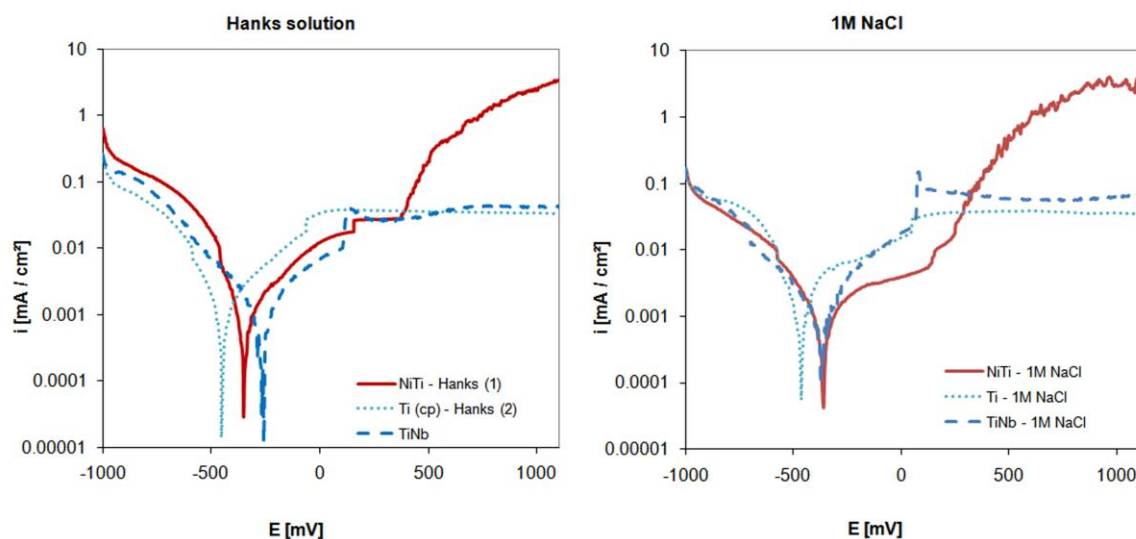 Hanks solution
10
1
0.1
0.01
0.001
0.0001
0.00001
i [mA / cm²]
-1000
-500
0
500
1000
E [mV]
NiTi - Hanks (1)
Ti (cp) - Hanks (2)
TiNb
1M NaCl
10
1
0.1
0.01
0.001
0.0001
0.00001
i [mA / cm²]
-1000
-500
0
500
1000
E [mV]
NiTi - 1M NaCl
Ti - 1M NaCl
TiNb - 1M NaCl